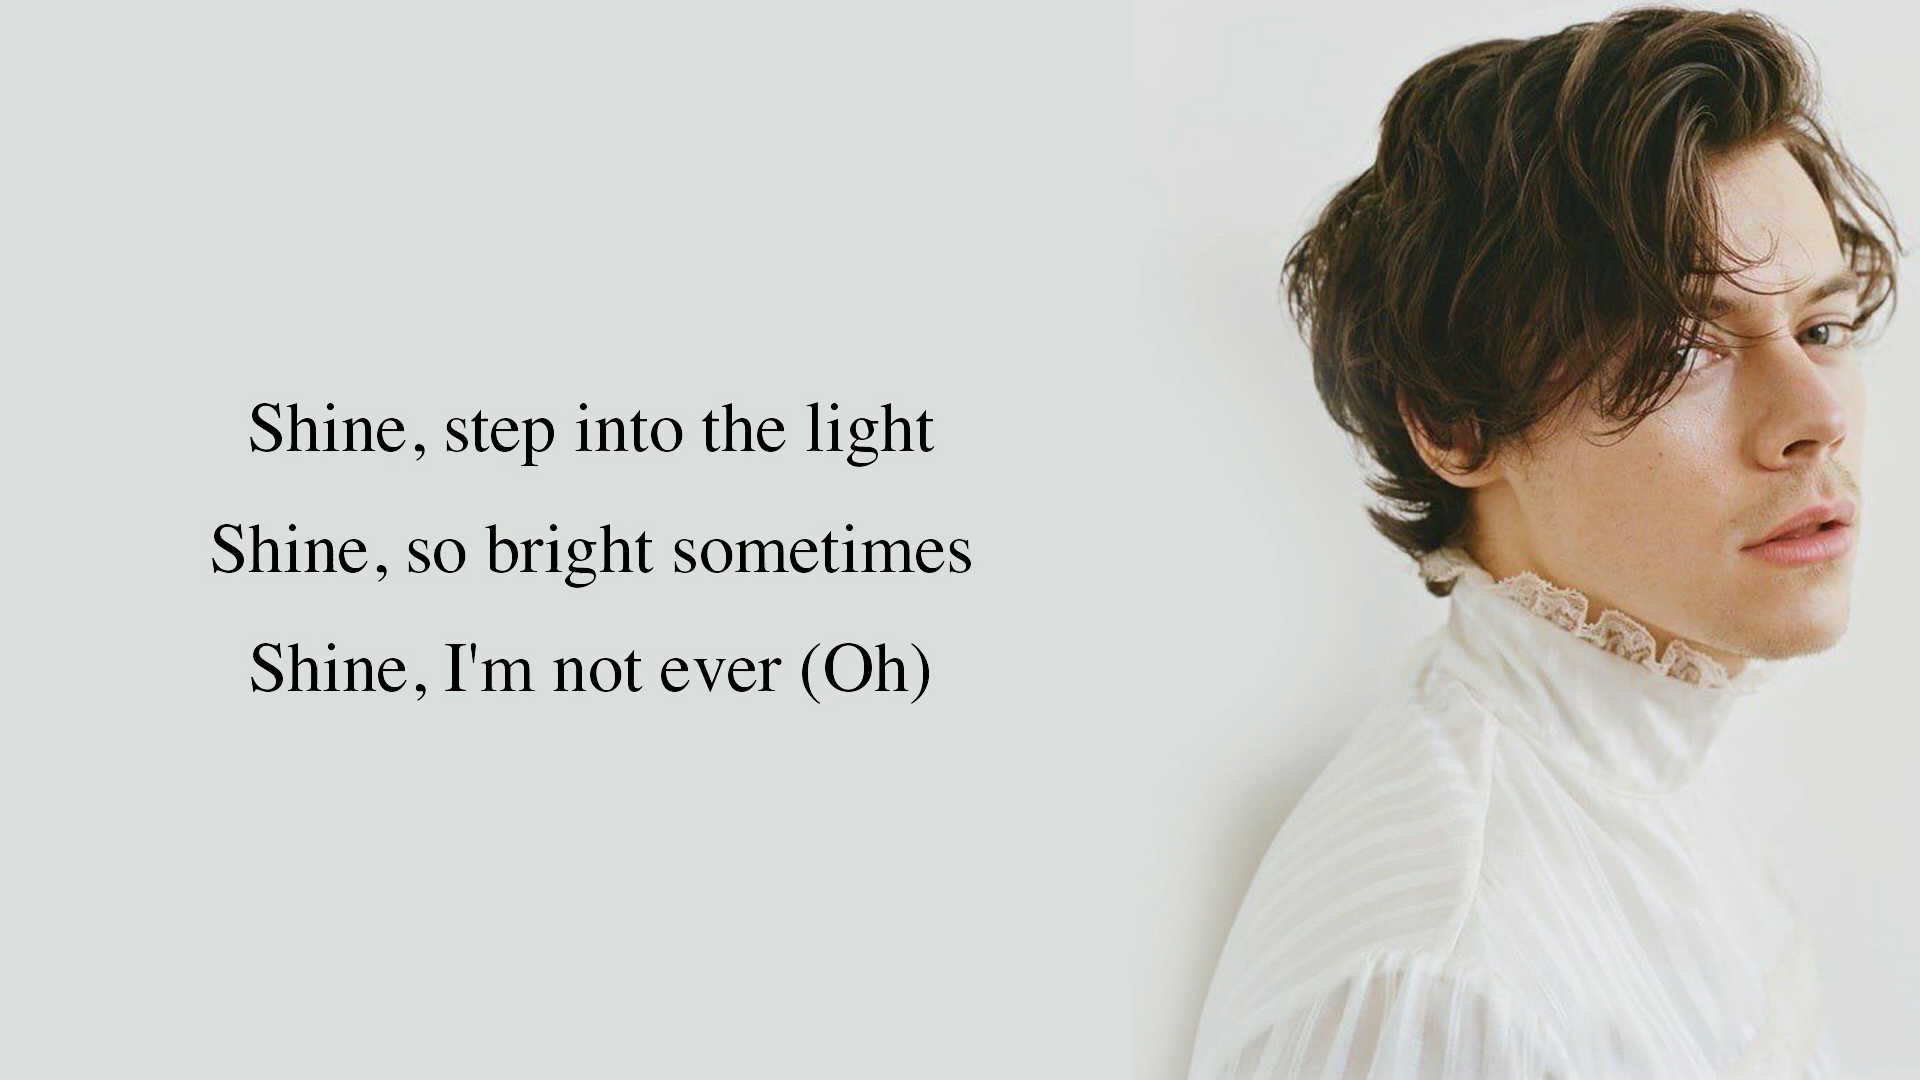 Shine, step into the light
Shine, so bright sometimes
Shine, I'm not ever (Oh)